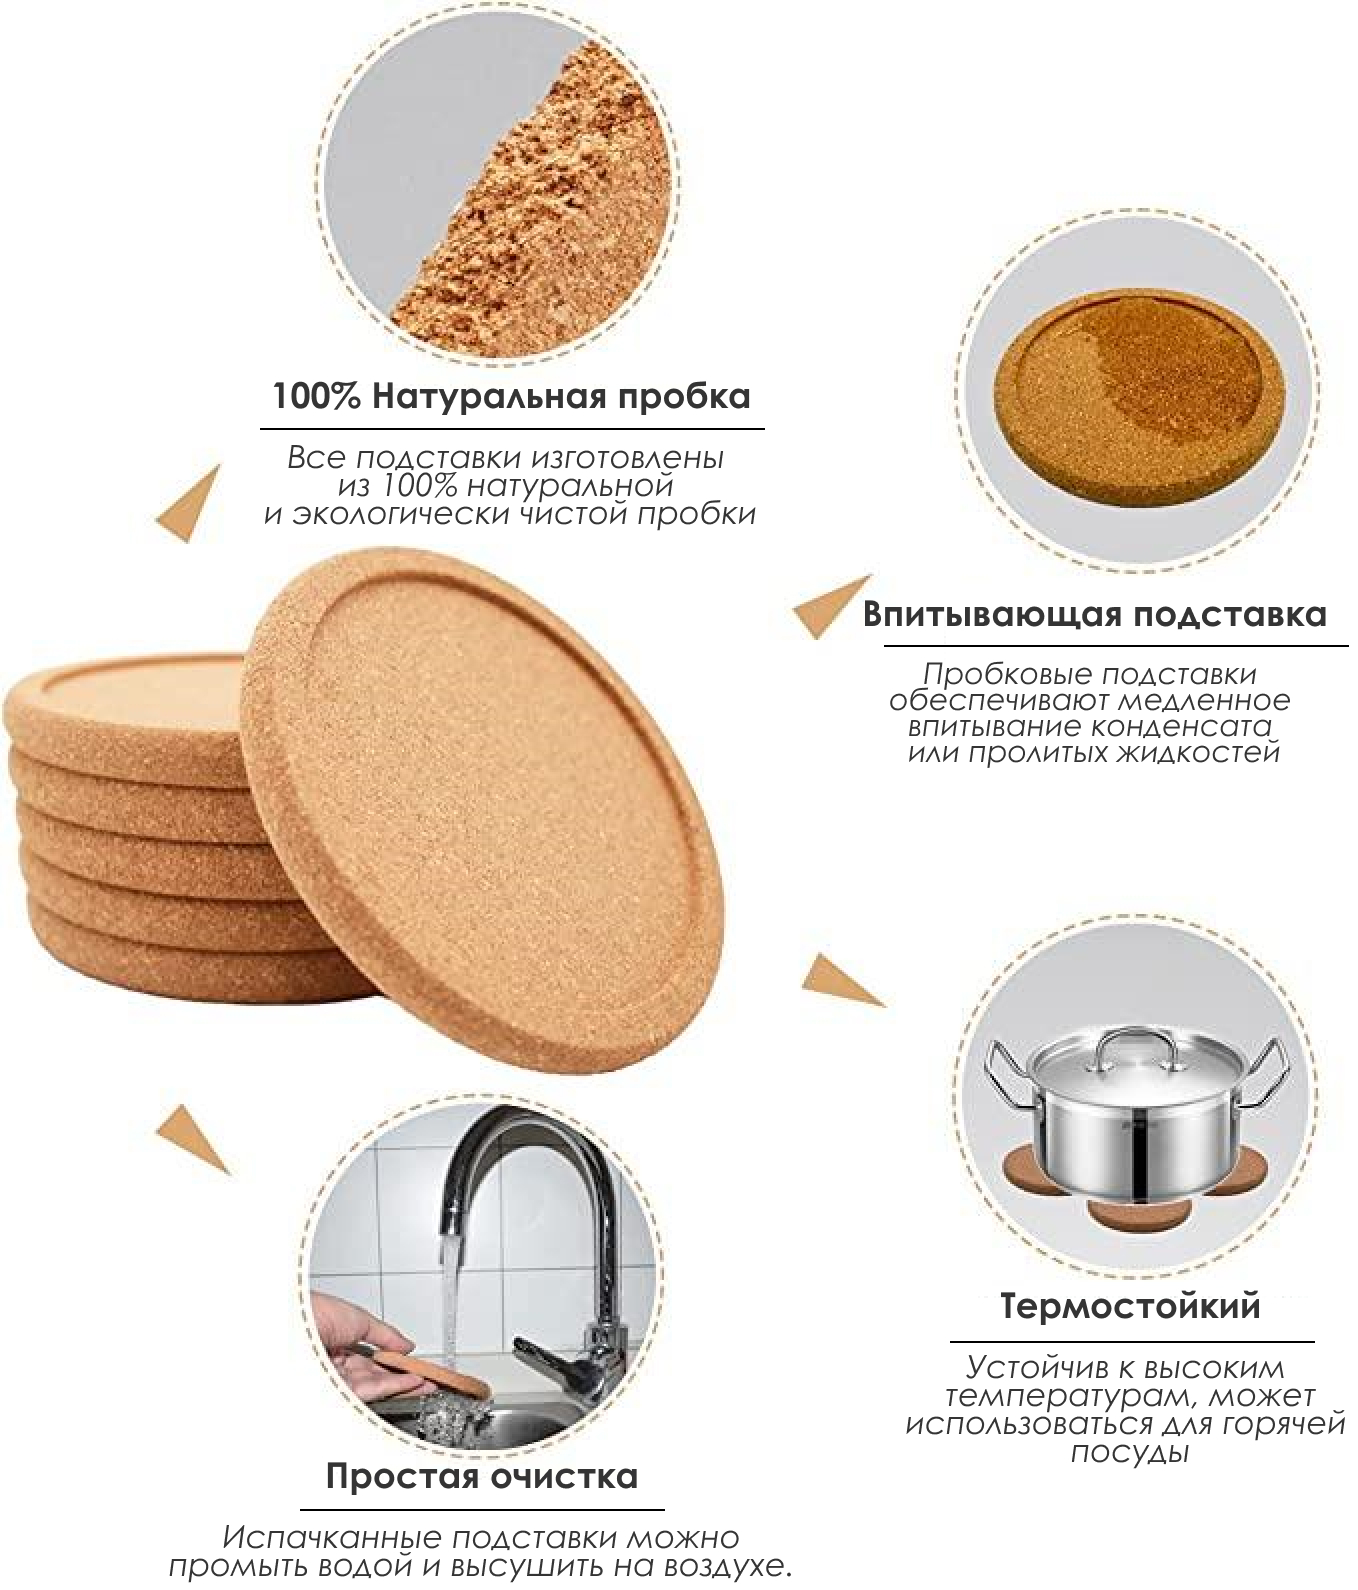 100% Натуральная пробка
Все подставки изготовлены
из 100% натуральной
и экологически чистой пробки
Впитывающая подставка
Пробковые подставки
обеспечивают медленное
впитывание конденсата
или пролитых жидкостей
Термостойкий
Устойчив к высоким
температурам, может
использоваться для горячей
посуды
Простая очистка
Испачканные подставки можно
промыть водой и высушить на воздухе.